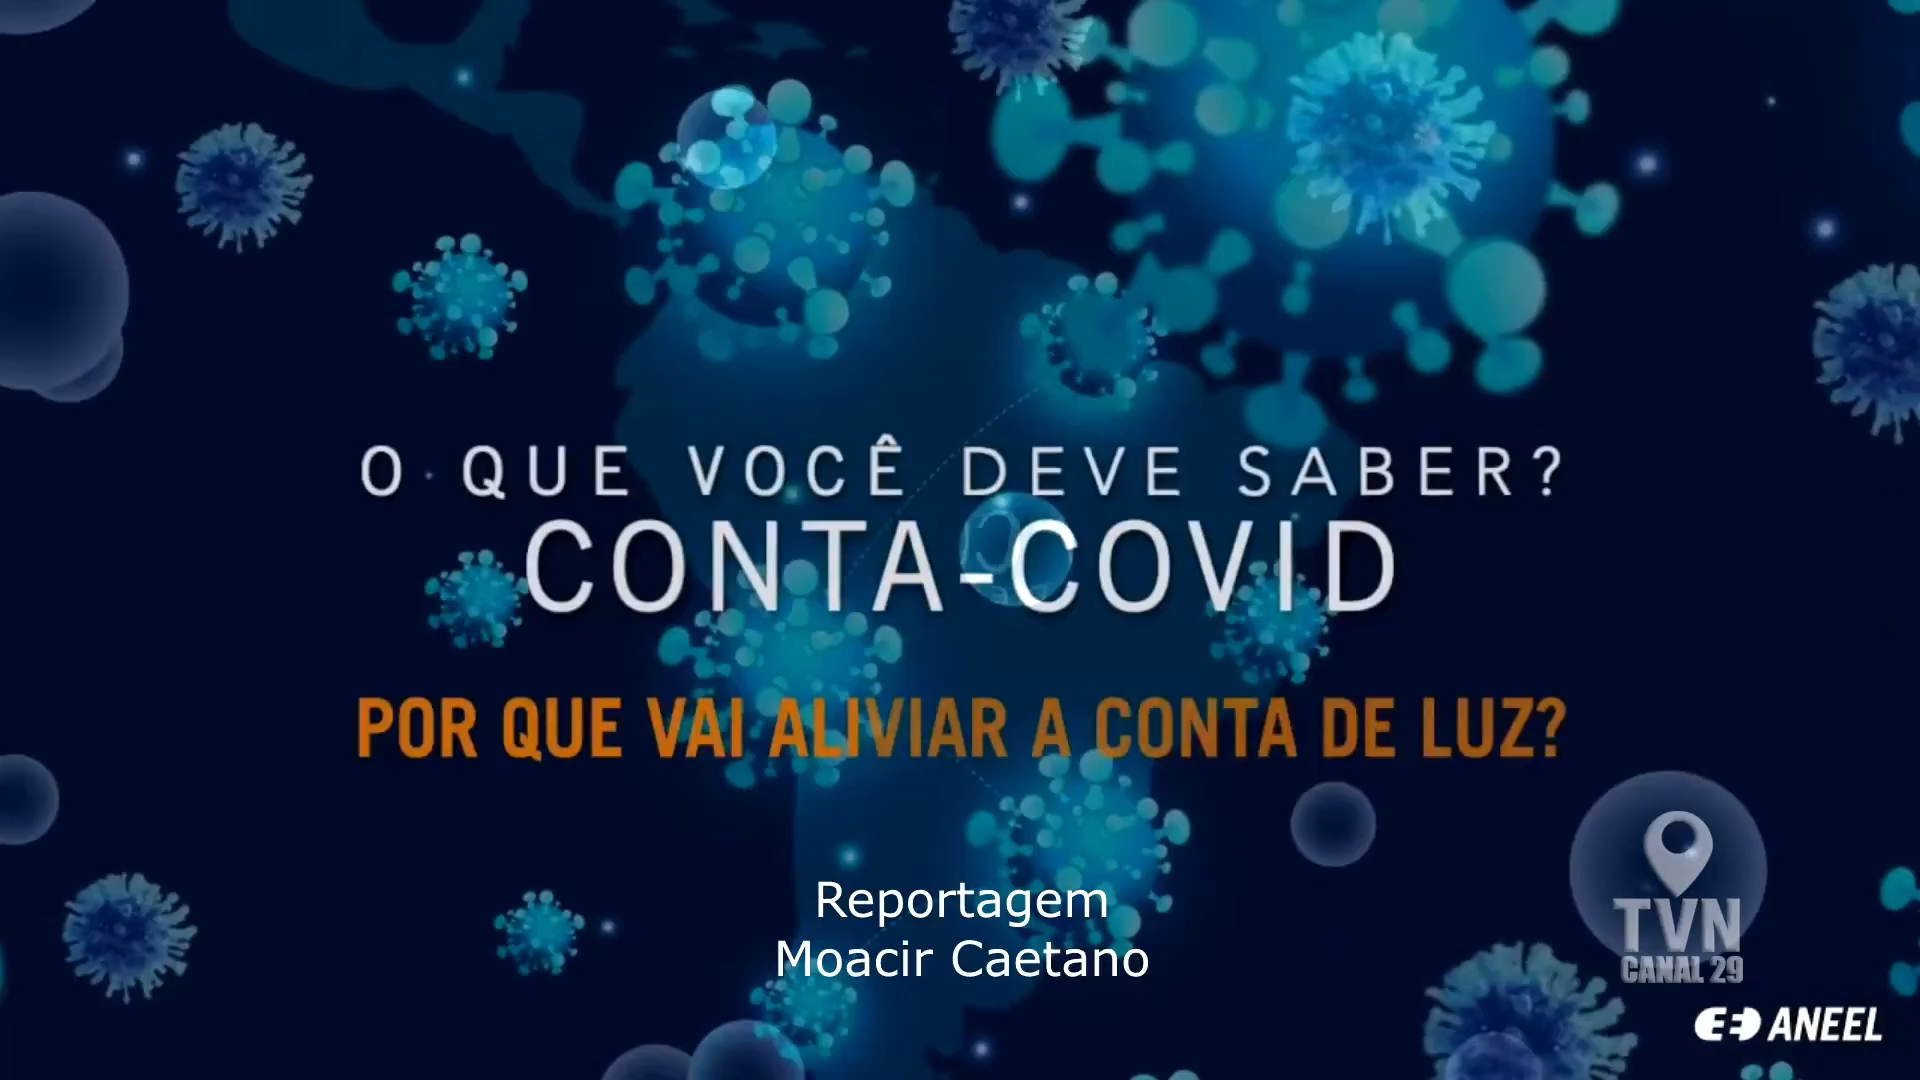 O QUE VOCÊ DEVE SABER?
CONTA-COVID
POR QUE VAI ALIVIAR A CONTA DE LUZ?
Reportagem
Moacir Caetano
TVN
CANAL 29
ANEEL